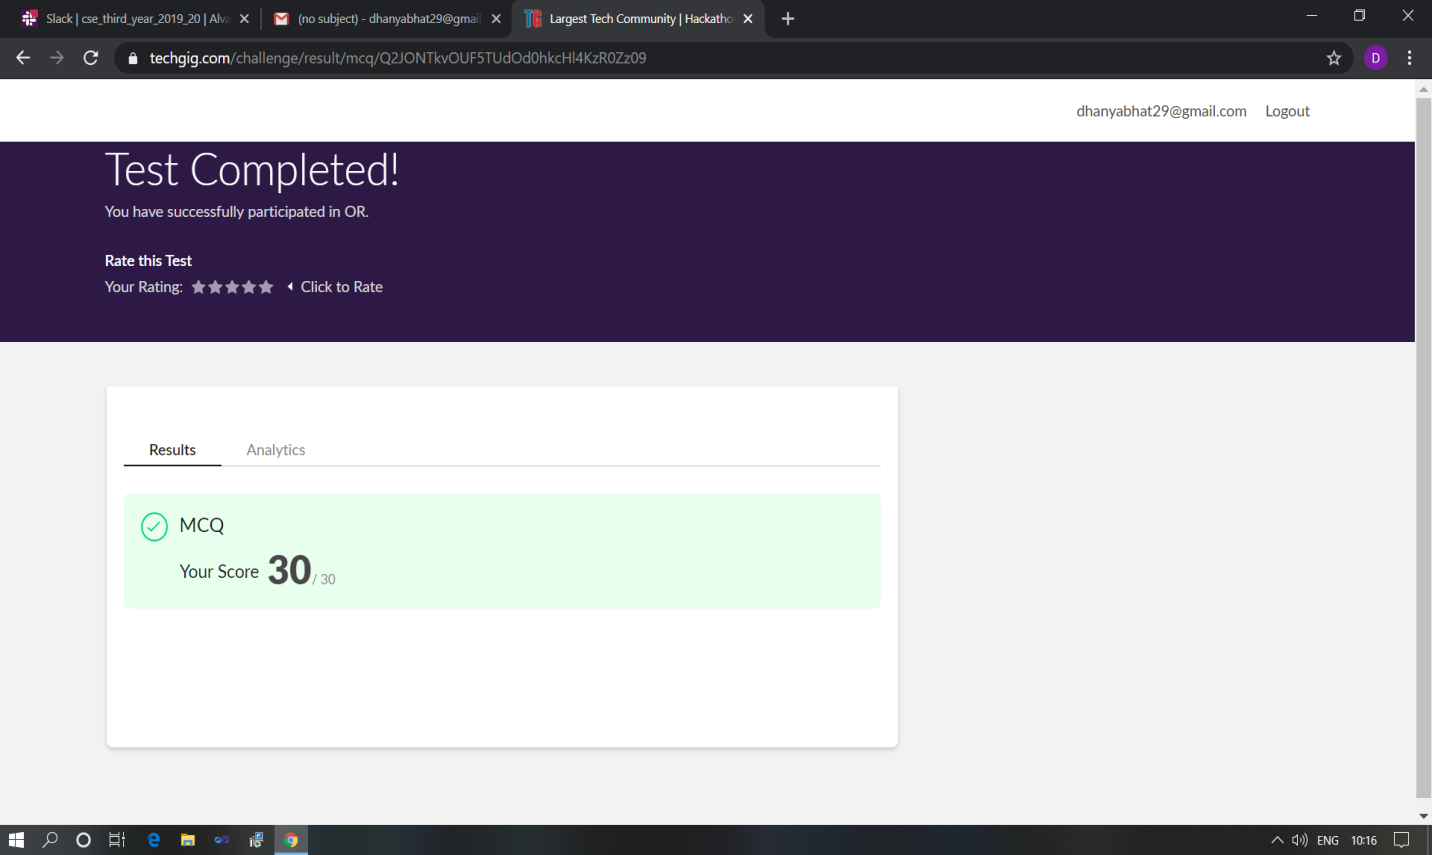 Slack | cse_third_year_2019_20 | Alva
(no subject) - dhanyabhat29@gmail
Largest Tech Community | Hackatho
techgig.com/challenge/result/mcq/Q2JONTkvOUF5TUdOd0hkcHl4KzR0Zz09
D
dhanyabhat29@gmail.com Logout
Test Completed!
You have successfully participated in OR.
Rate this Test
Your Rating: Click to Rate
Results Analytics
MCQ
Your Score 30 / 30
ENG 10:16